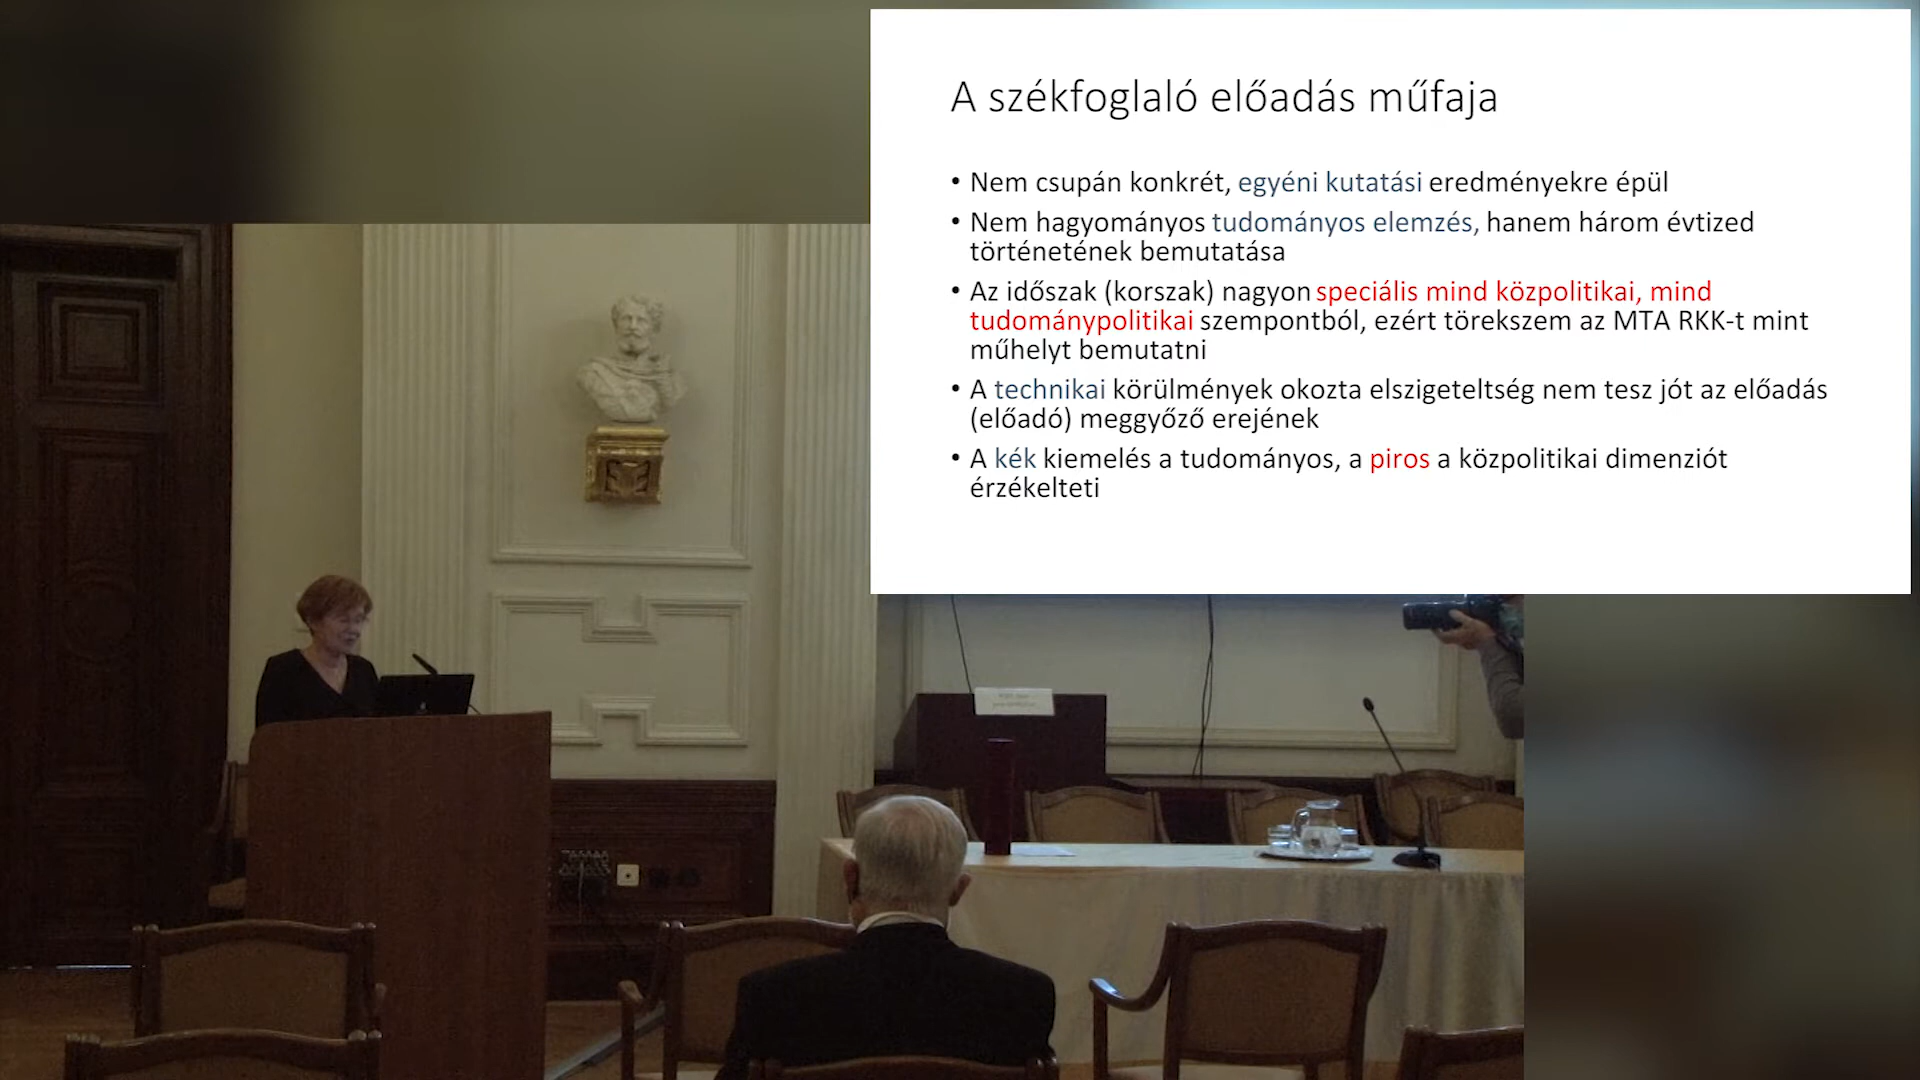 A székfoglaló előadás műfaja
• Nem csupán konkrét, egyéni kutatási eredményekre épül
• Nem hagyományos tudományos elemzés, hanem három évtized
történetének bemutatása
• Az időszak (korszak) nagyon speciális mind közpolitikai, mind
tudománypolitikai szempontból, ezért törekszem az MTA RKK-t mint
műhelyt bemutatni
• A technikai körülmények okozta elszigeteltség nem tesz jót az előadás
(előadó) meggyőző erejének
• A kék kiemelés a tudományos, a piros a közpolitikai dimenziót
érzékelteti